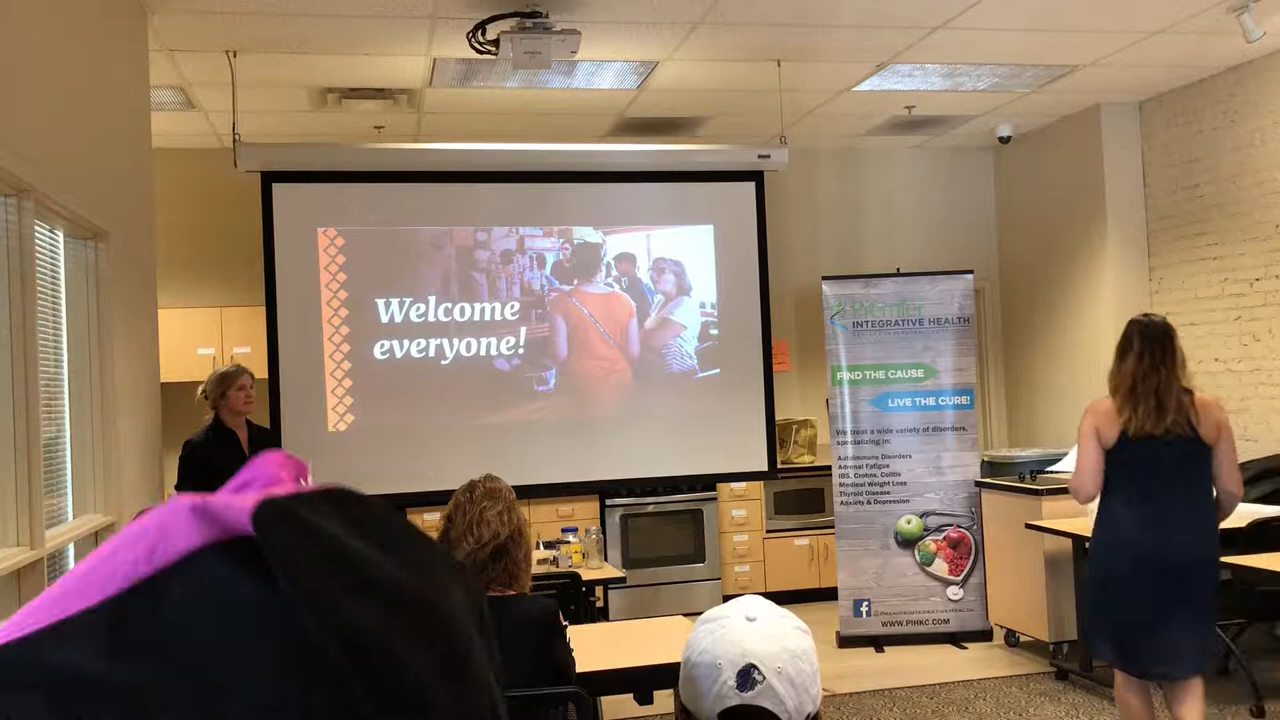 Welcome
everyone!
Premier
INTEGRATIVE HEALTH
FIND THE CAUSE
LIVE THE CURE!
We treat a wide variety of disorders,
specializing in:
Autoimmune Disorders
Adrenal Fatigue
IBS, Crohns, Colitis
Medical Weight Loss
Thyroid Disease
Anxiety & Depression
f @PREMIERINTEGRATIVEHEALTH
WWW.PIHKC.COM